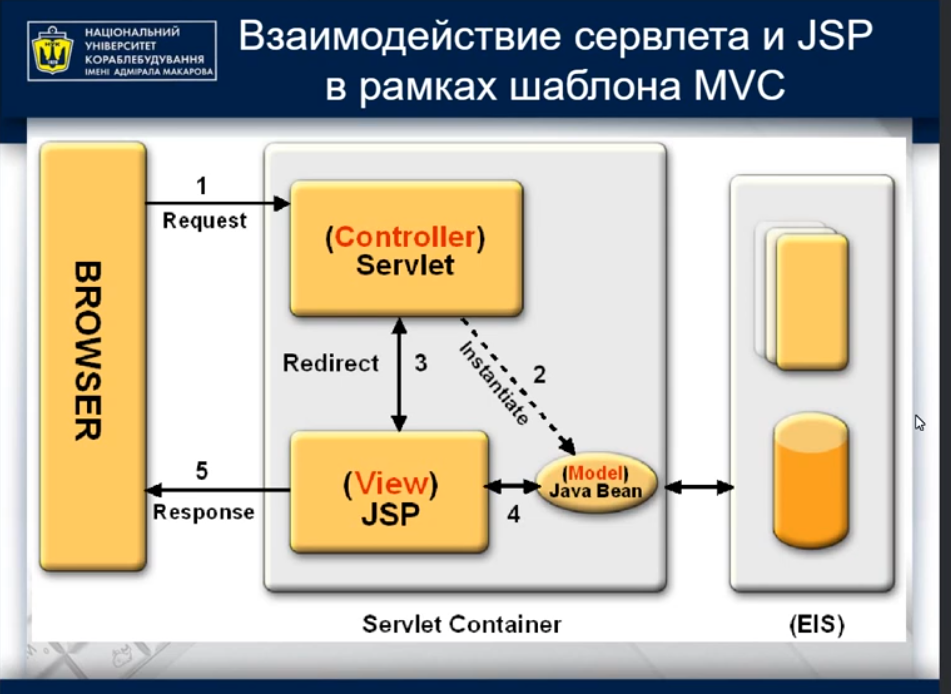 НАЦІОНАЛЬНИЙ
УНІВЕРСИТЕТ
КОРАБЛЕБУДУВАННЯ
ІМЕНІ АДМІРАЛА МАКАРОВА
Взаимодействие сервлета и JSP
в рамках шаблона MVC
BROWSER
1
Request
(Controller)
Servlet
Redirect
3
2
Instantiate
5
Response
(View)
JSP
4
(Model)
Java Bean
Servlet Container
(EIS)